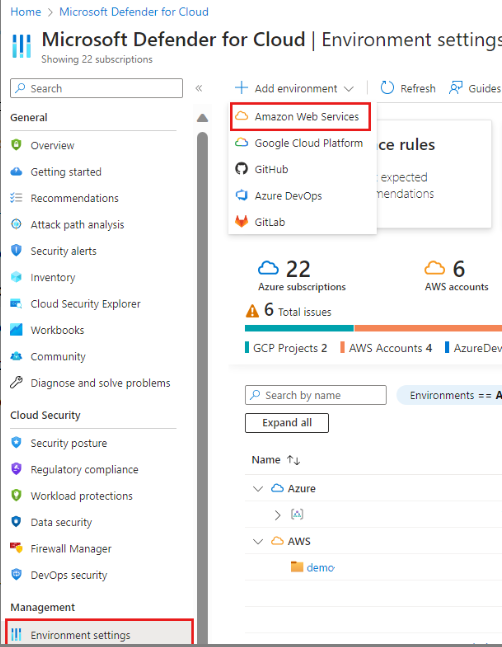 Home > Microsoft Defender for Cloud
Microsoft Defender for Cloud | Environment settings
Showing 22 subscriptions
Search
«
General
Overview
Getting started
Recommendations
Attack path analysis
Security alerts
Inventory
Cloud Security Explorer
Workbooks
Community
Diagnose and solve problems
Cloud Security
Security posture
Regulatory compliance
Workload protections
Data security
Firewall Manager
DevOps security
Management
Environment settings
Add environment
Refresh
Guides
Amazon Web Services
Google Cloud Platform
GitHub
Azure DevOps
GitLab
ce rules
expected
mendations
22
Azure subscriptions
6
AWS accounts
6 Total issues
GCP Projects 2
AWS Accounts 4
AzureDev
Search by name
Environments == A
Expand all
Name ↑↓
Azure
AWS
demo